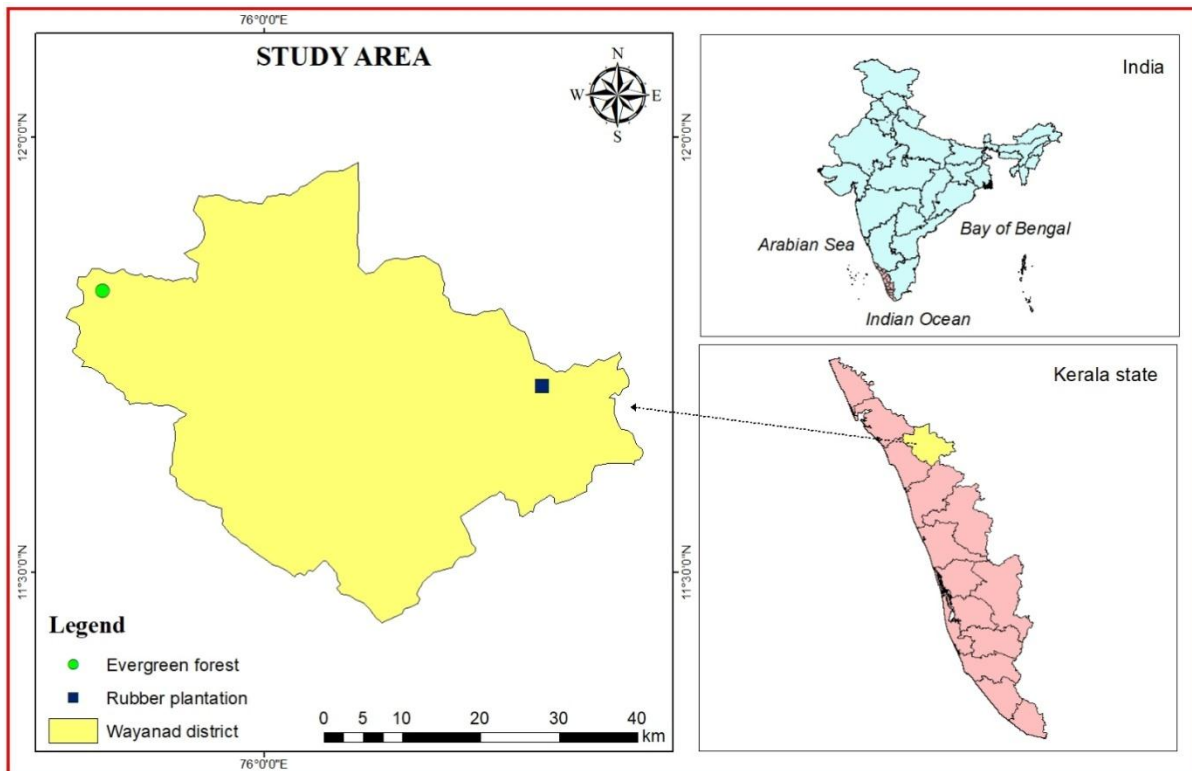 76°0'0"E
STUDY AREA
N
W E
S
12°0'0"N
12°0'0"N
11°30'0"N
11°30'0"N
Legend
Evergreen forest
Rubber plantation
Wayanad district
0 5 10 20 30 40
km
76°0'0"E
India
Arabian Sea
Bay of Bengal
Indian Ocean
Kerala state